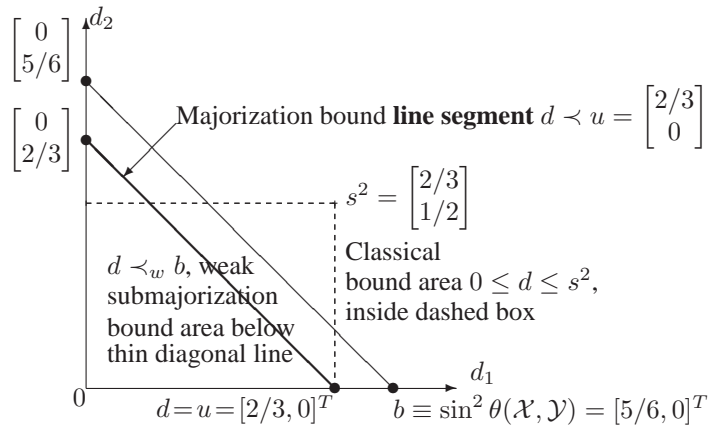 d₂
[0 5/6]
[0 2/3]
Majorization bound line segment d ≺ u = [2/3 0]
s² = [2/3 1/2]
Classical
bound area 0 ≤ d ≤ s²,
inside dashed box
d ≺_w b, weak
submajorization
bound area below
thin diagonal line
d₁
0
d=u=[2/3, 0]ᵀ
b ≡ sin² θ(𝒳, 𝒴) = [5/6, 0]ᵀ